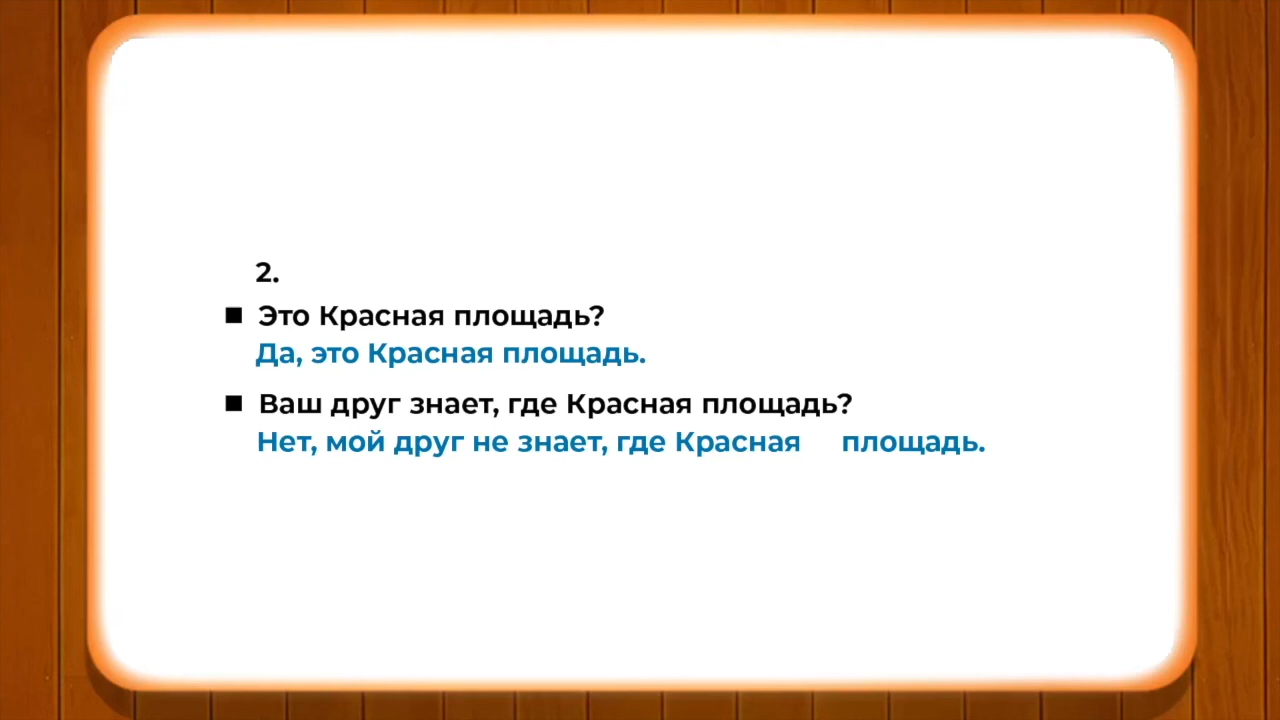 2.
■ Это Красная площадь?
Да, это Красная площадь.
■ Ваш друг знает, где Красная площадь?
Нет, мой друг не знает, где Красная площадь.